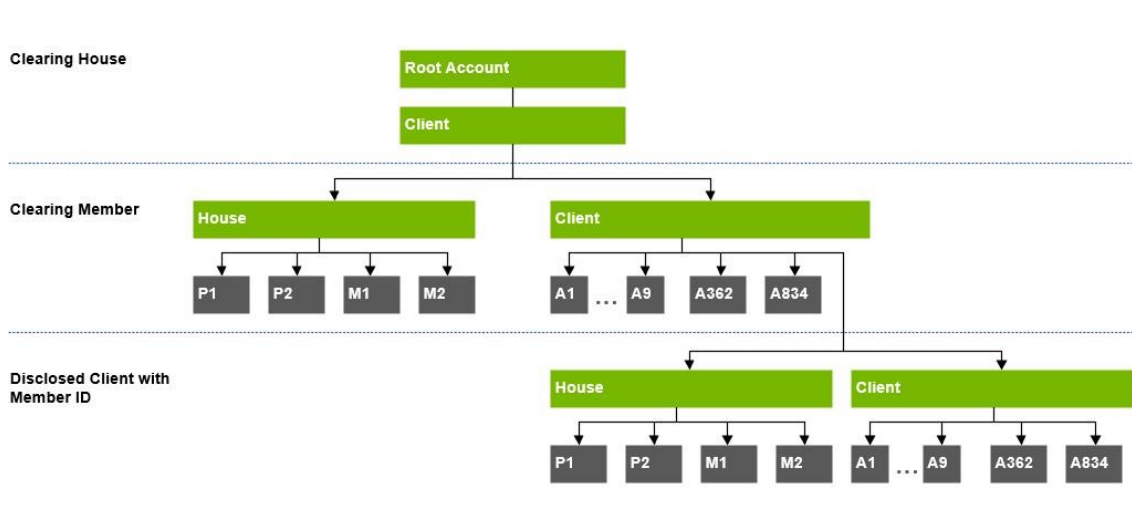 Clearing House
Root Account
Client
Clearing Member
House
Client
P1 P2 M1 M2 A1 ... A9 A362 A834
Disclosed Client with
Member ID
House
Client
P1 P2 M1 M2 A1 ... A9 A362 A834